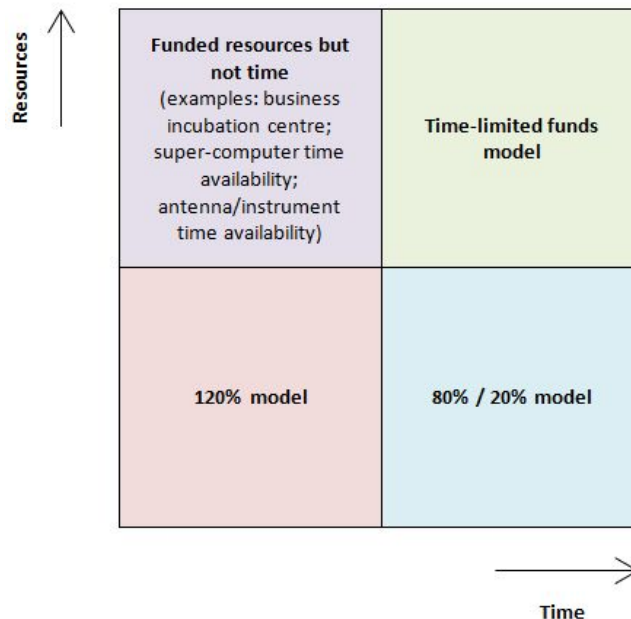 Resources
Funded resources but
not time
(examples: business
incubation centre;
super-computer time
availability;
antenna/instrument
time availability)
Time-limited funds
model
120% model
80% / 20% model
Time